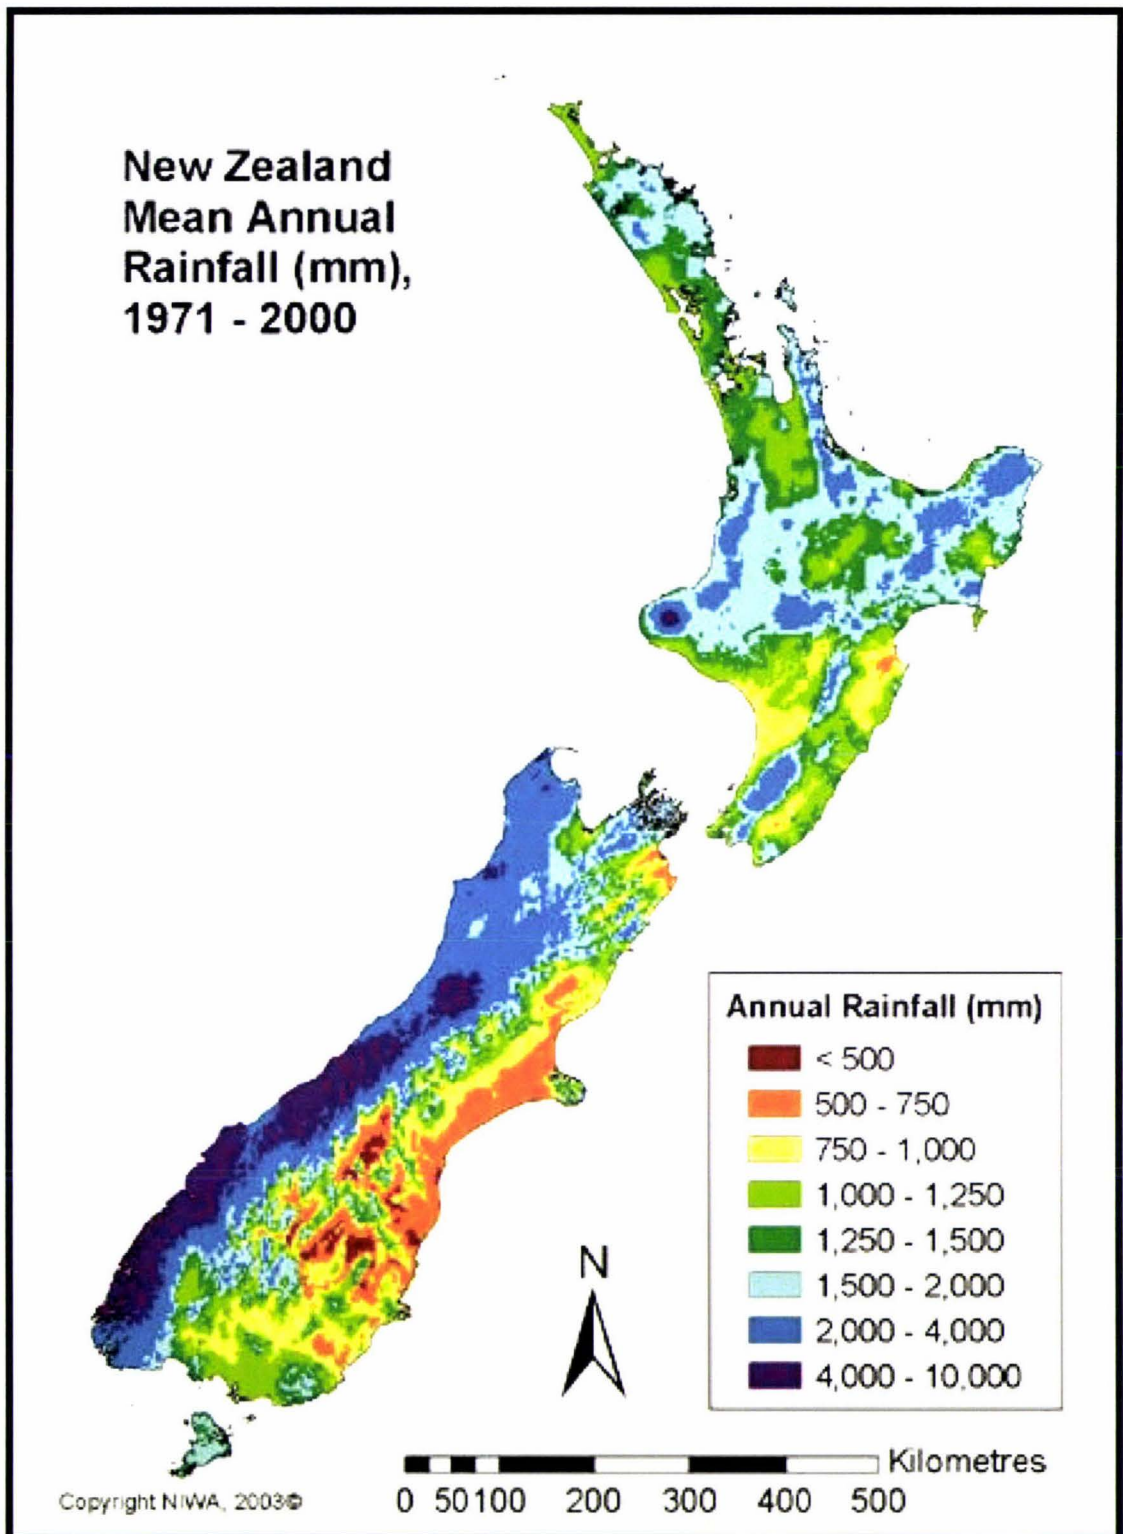 New Zealand
Mean Annual
Rainfall (mm),
1971 - 2000
Annual Rainfall (mm)
< 500
500 - 750
750 - 1,000
1,000 - 1,250
1,250 - 1,500
1,500 - 2,000
2,000 - 4,000
4,000 - 10,000
N
Kilometres
0 50 100 200 300 400 500
Copyright NIWA, 2003©